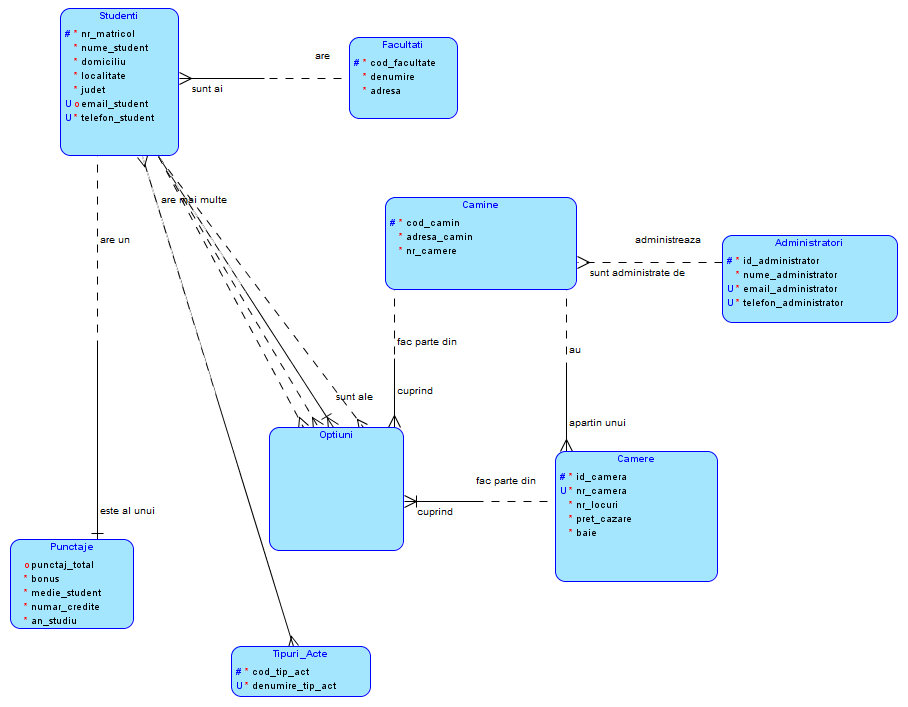 Studenti
# * nr_matricol
* nume_student
* domiciliu
* localitate
* judet
U o email_student
U * telefon_student
sunt ai
are
Facultati
# * cod_facultate
* denumire
* adresa
are mai multe
are un
Camine
# * cod_camin
* adresa_camin
* nr_camere
administreaza
sunt administrate de
Administratori
# * id_administrator
* nume_administrator
U * email_administrator
U * telefon_administrator
fac parte din
au
cuprind
sunt ale
apartin unui
Optiuni
Camere
# * id_camera
U * nr_camera
* nr_locuri
* pret_cazare
* baie
fac parte din
cuprind
este al unui
Punctaje
o punctaj_total
* bonus
* medie_student
* numar_credite
* an_studiu
Tipuri_Acte
# * cod_tip_act
U * denumire_tip_act